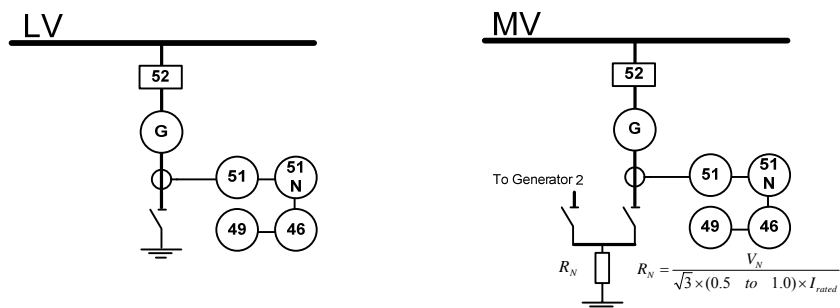 LV
52
G
51
51
N
49
46
MV
52
G
To Generator 2
51
51
N
49
46
R_N
R_N = V_N / √3 × (0.5 to 1.0) × I_rated